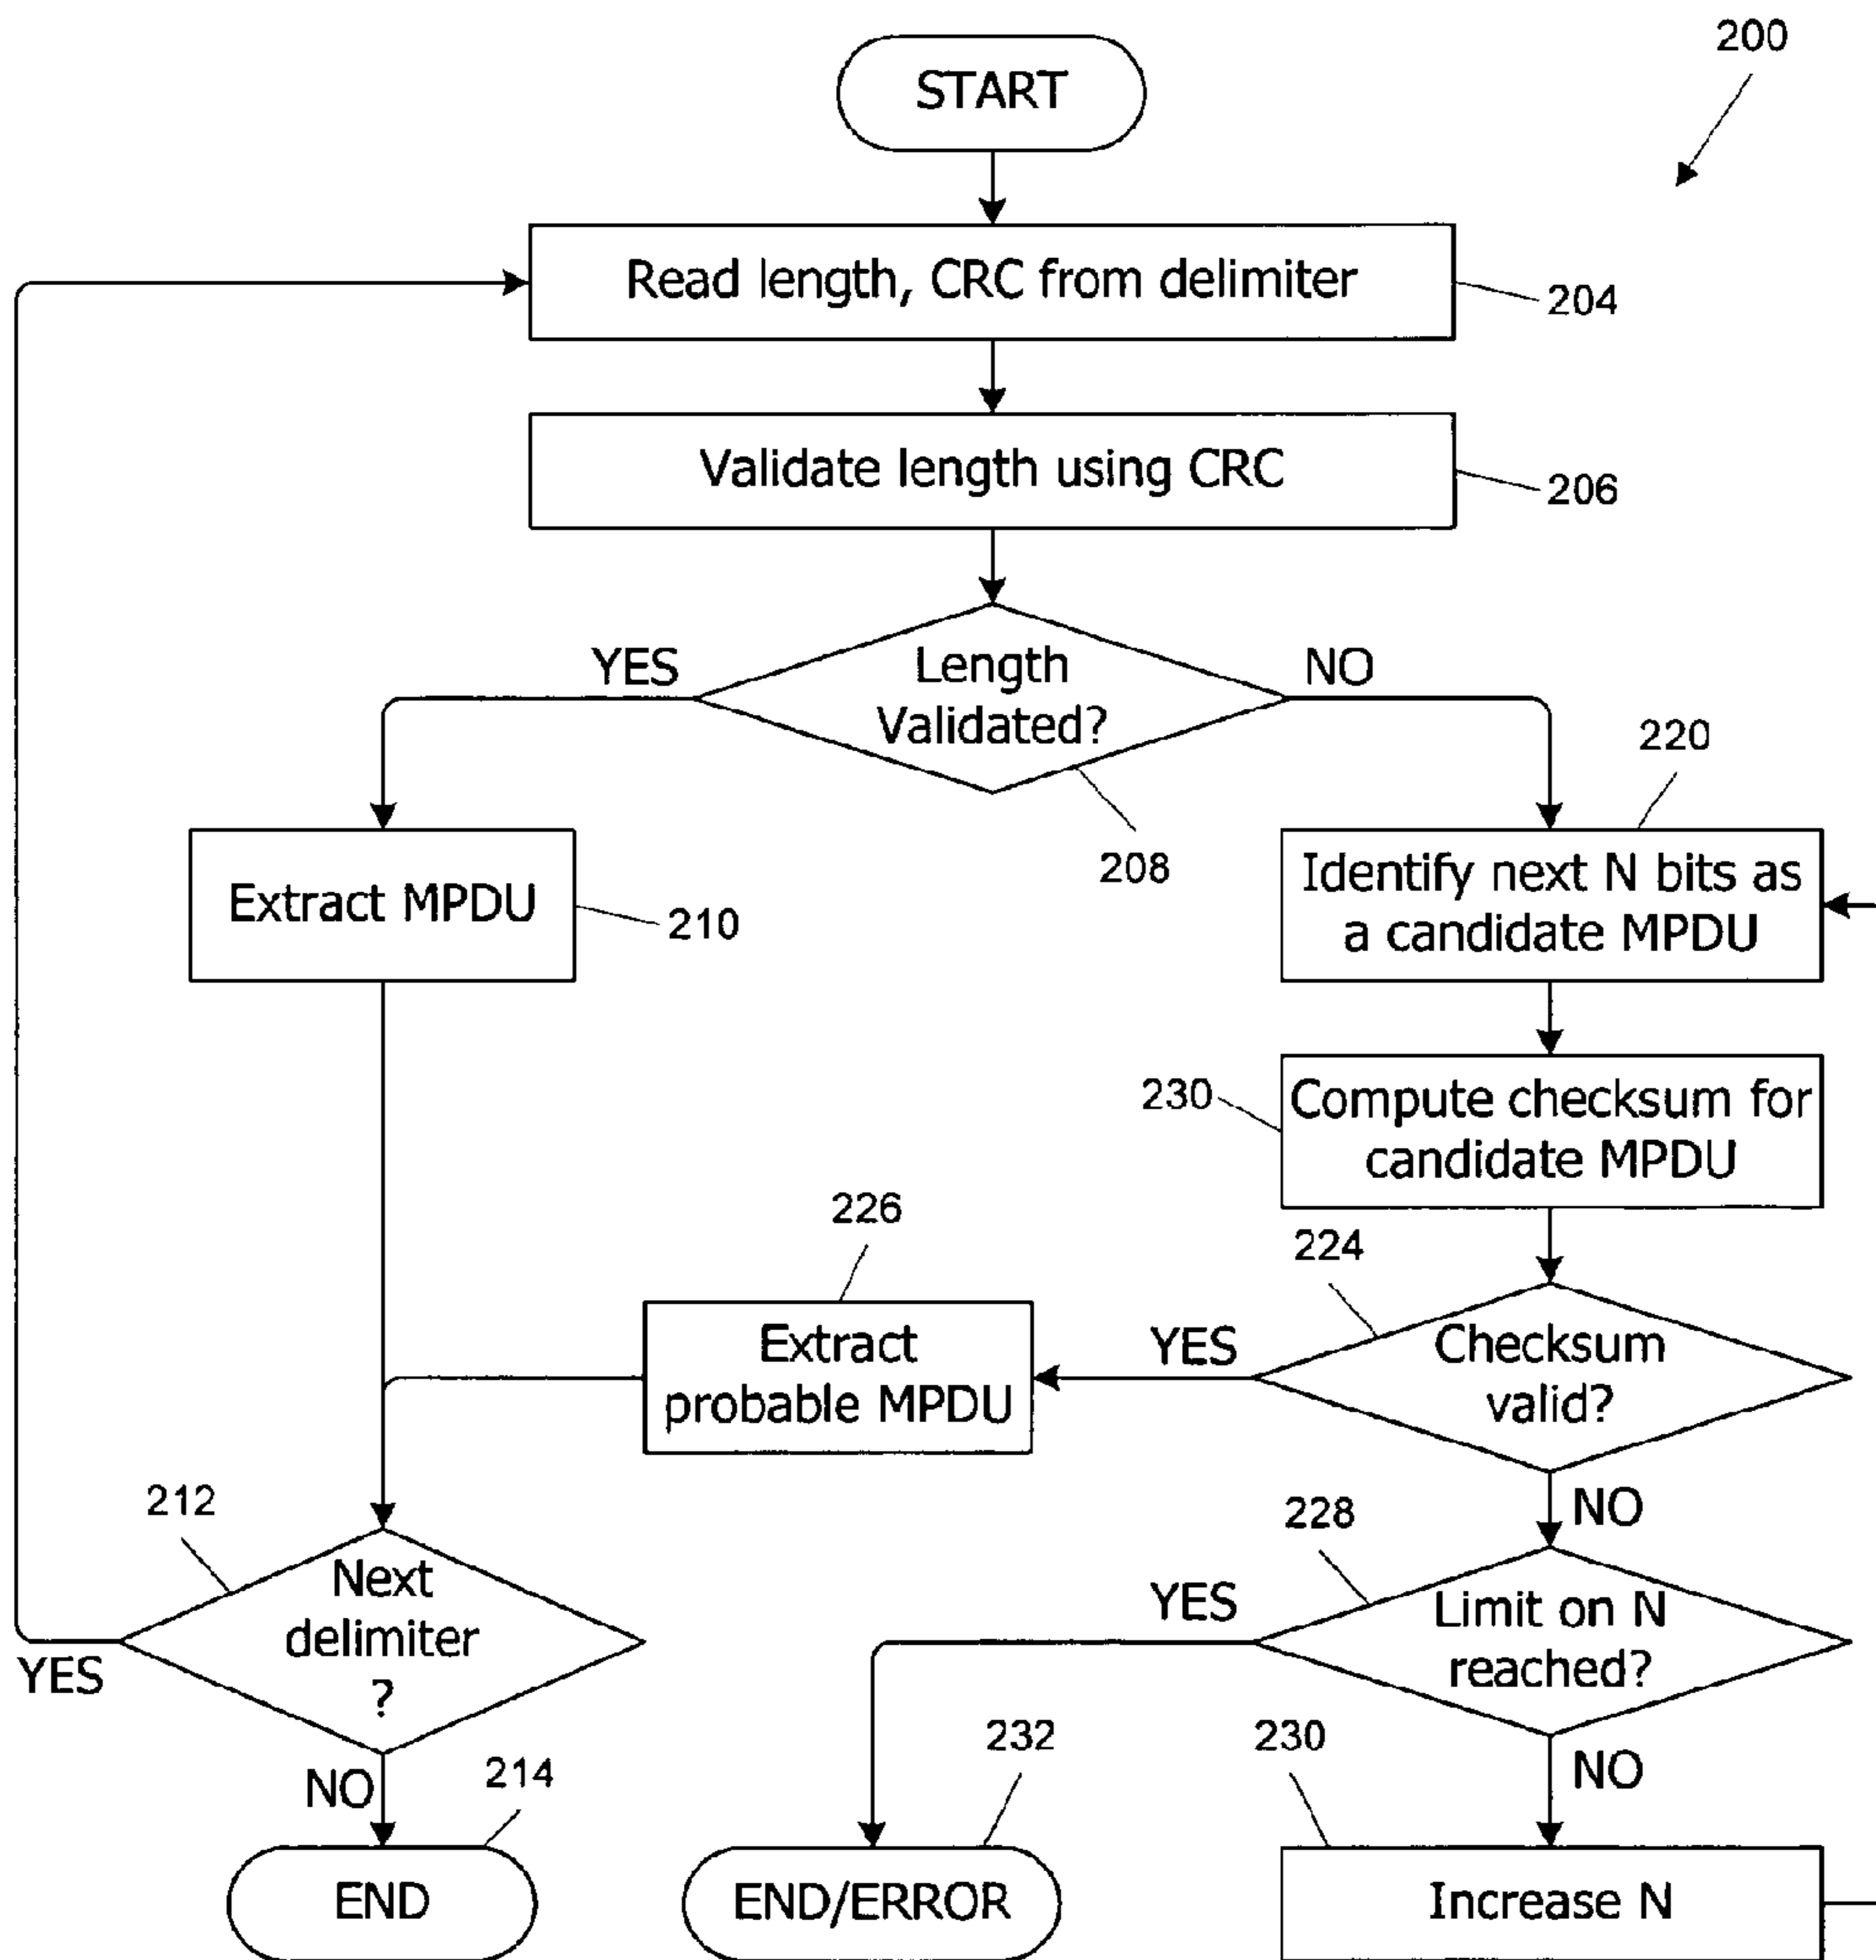 200
START
Read length, CRC from delimiter
204
Validate length using CRC
206
YES
Length
Validated?
NO
208
220
Extract MPDU
210
Identify next N bits as
a candidate MPDU
230
Compute checksum for
candidate MPDU
226
224
Extract
probable MPDU
YES
Checksum
valid?
NO
212
228
Next
delimiter
?
YES
YES
Limit on N
reached?
NO
NO
214
232
230
END
END/ERROR
Increase N